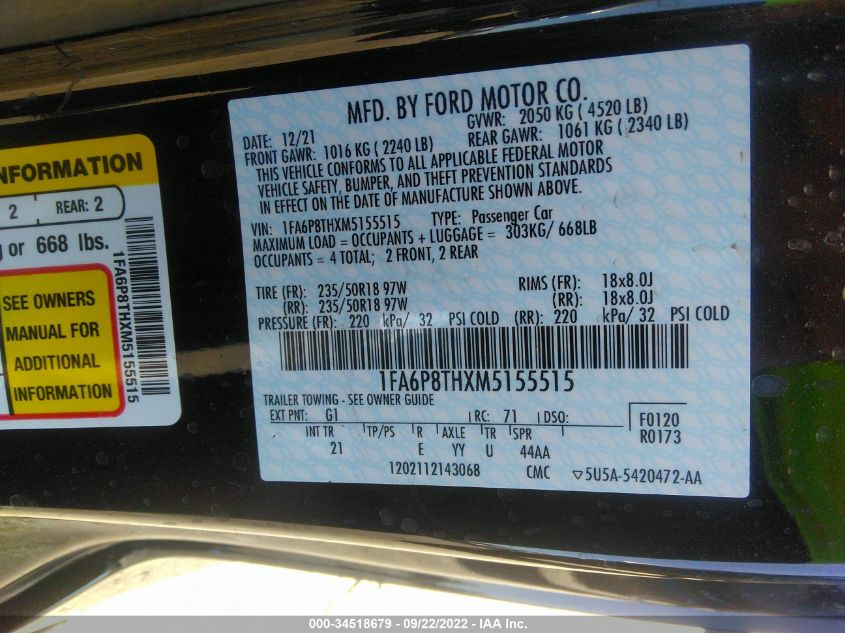 NFORMATION
2 REAR: 2
g or 668 lbs.
SEE OWNERS
MANUAL FOR
ADDITIONAL
INFORMATION
1FA6P8THXM5155515
MFD. BY FORD MOTOR CO.
DATE: 12/21 GVWR: 2050 KG ( 4520 LB)
FRONT GAWR: 1016 KG ( 2240 LB) REAR GAWR: 1061 KG ( 2340 LB)
THIS VEHICLE CONFORMS TO ALL APPLICABLE FEDERAL MOTOR
VEHICLE SAFETY, BUMPER, AND THEFT PREVENTION STANDARDS
IN EFFECT ON THE DATE OF MANUFACTURE SHOWN ABOVE.
VIN: 1FA6P8THXM5155515 TYPE: Passenger Car
MAXIMUM LOAD = OCCUPANTS + LUGGAGE = 303KG/ 668LB
OCCUPANTS = 4 TOTAL; 2 FRONT, 2 REAR
TIRE (FR): 235/50R18 97W RIMS (FR): 18x8.0J
(RR): 235/50R18 97W (RR): 18x8.0J
PRESSURE (FR): 220 kPa/ 32 PSI COLD (RR): 220 kPa/ 32 PSI COLD
1FA6P8THXM5155515
TRAILER TOWING - SEE OWNER GUIDE
EXT PNT: G1 RC: 71 DSO: F0120
INT TR TP/PS R AXLE TR SPR R0173
21 E YY U 44AA
1202112143068 CMC 5U5A-5420472-AA
000-34518679 - 09/22/2022 - IAA Inc.